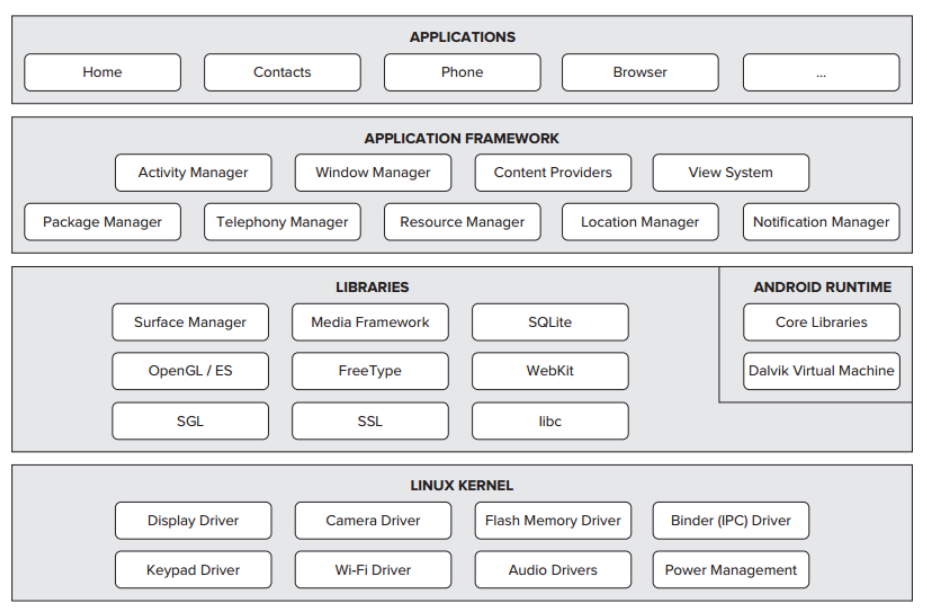 APPLICATIONS
Home Contacts Phone Browser ...
APPLICATION FRAMEWORK
Activity Manager Window Manager Content Providers View System
Package Manager Telephony Manager Resource Manager Location Manager Notification Manager
LIBRARIES
Surface Manager Media Framework SQLite
OpenGL / ES FreeType WebKit
SGL SSL libc
ANDROID RUNTIME
Core Libraries
Dalvik Virtual Machine
LINUX KERNEL
Display Driver Camera Driver Flash Memory Driver Binder (IPC) Driver
Keypad Driver Wi-Fi Driver Audio Drivers Power Management